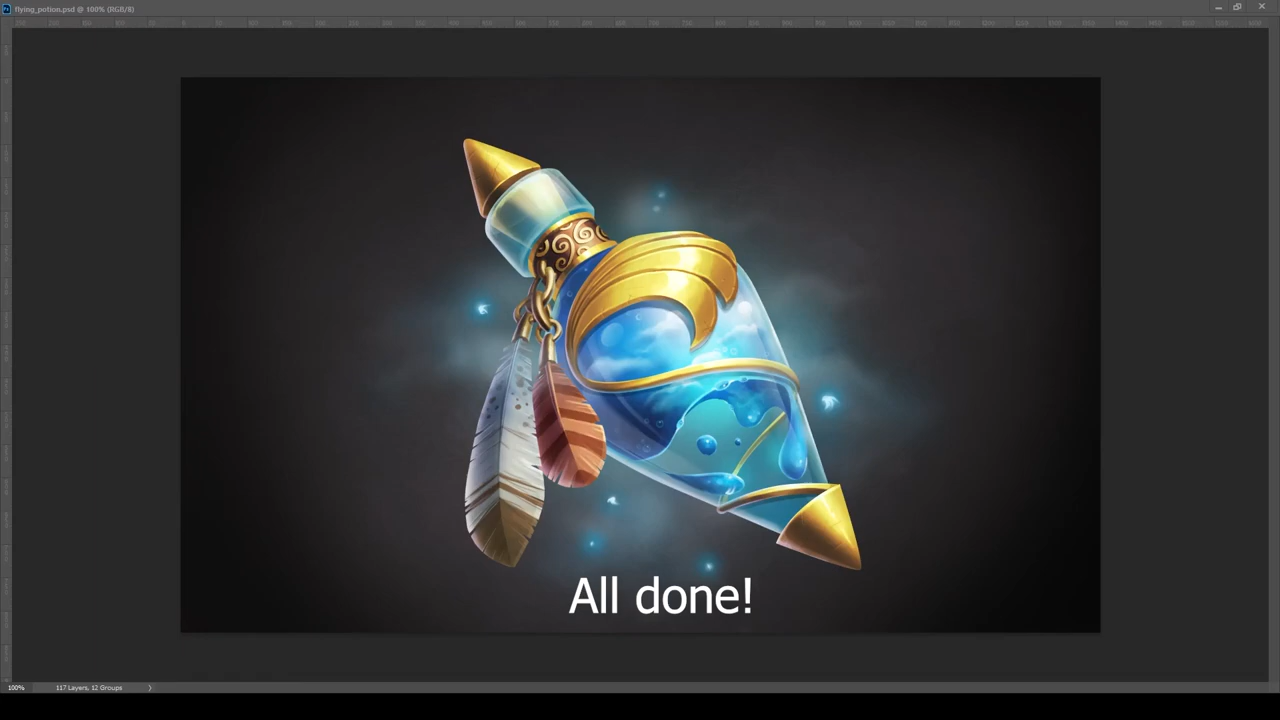 flying_potion.psd @ 100% (RGB/8)
All done!
100%
117 Layers, 12 Groups